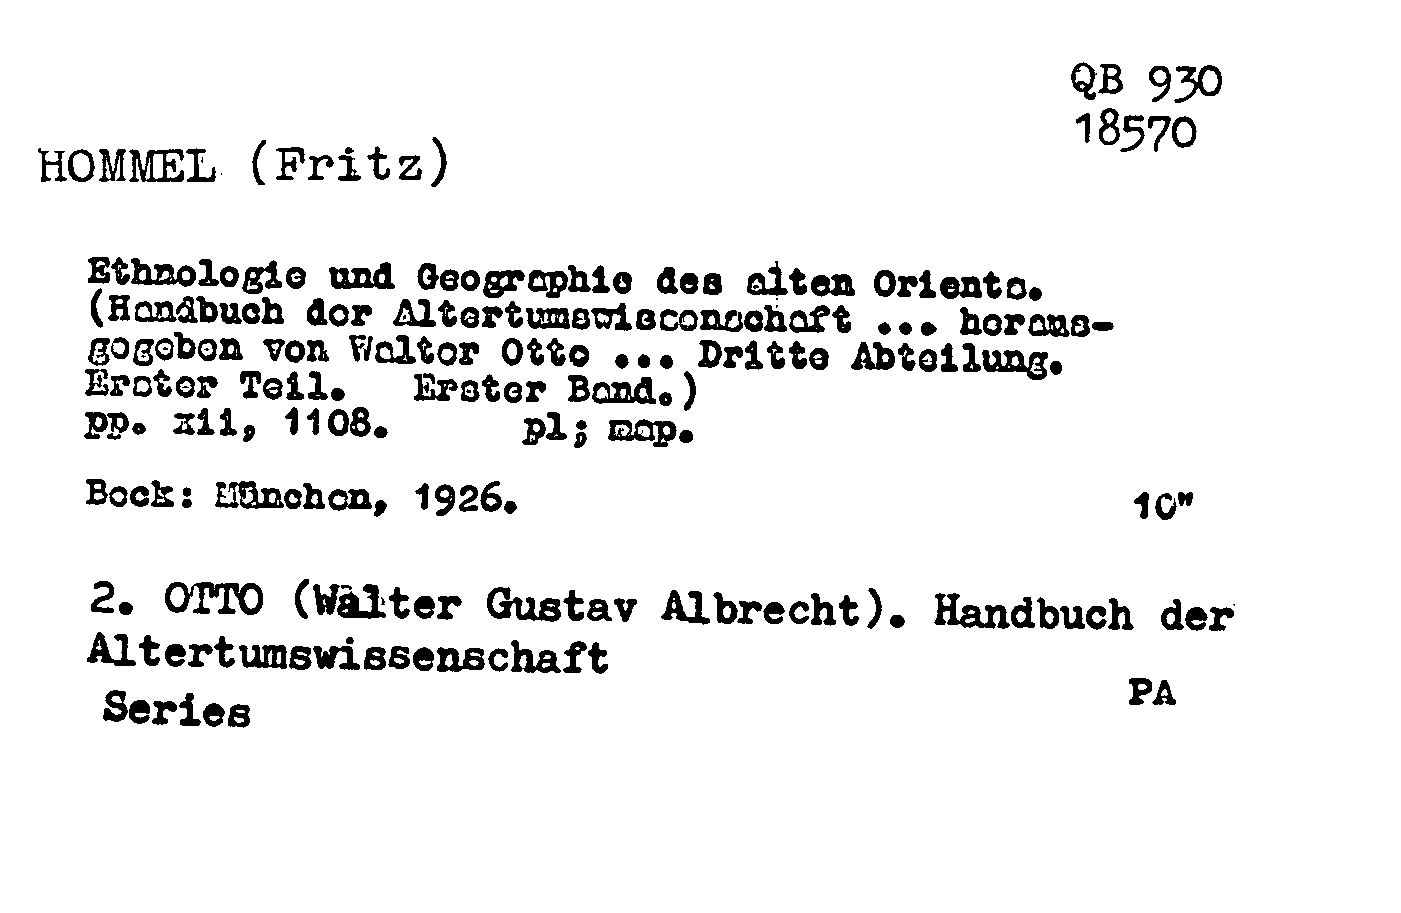 QB 930
18570
HOMMEL (Fritz)
Ethnologie und Geographie des alten Orients.
(Handbuch der Altertumswissenschaft ... heraus-
gegeben von Walter Otto ... Dritte Abteilung.
Erster Teil. Erster Band.)
pp. xii, 1108. pl; map.
Beck: München, 1926.
10"
2. OTTO (Walter Gustav Albrecht). Handbuch der
Altertumswissenschaft
PA
Series